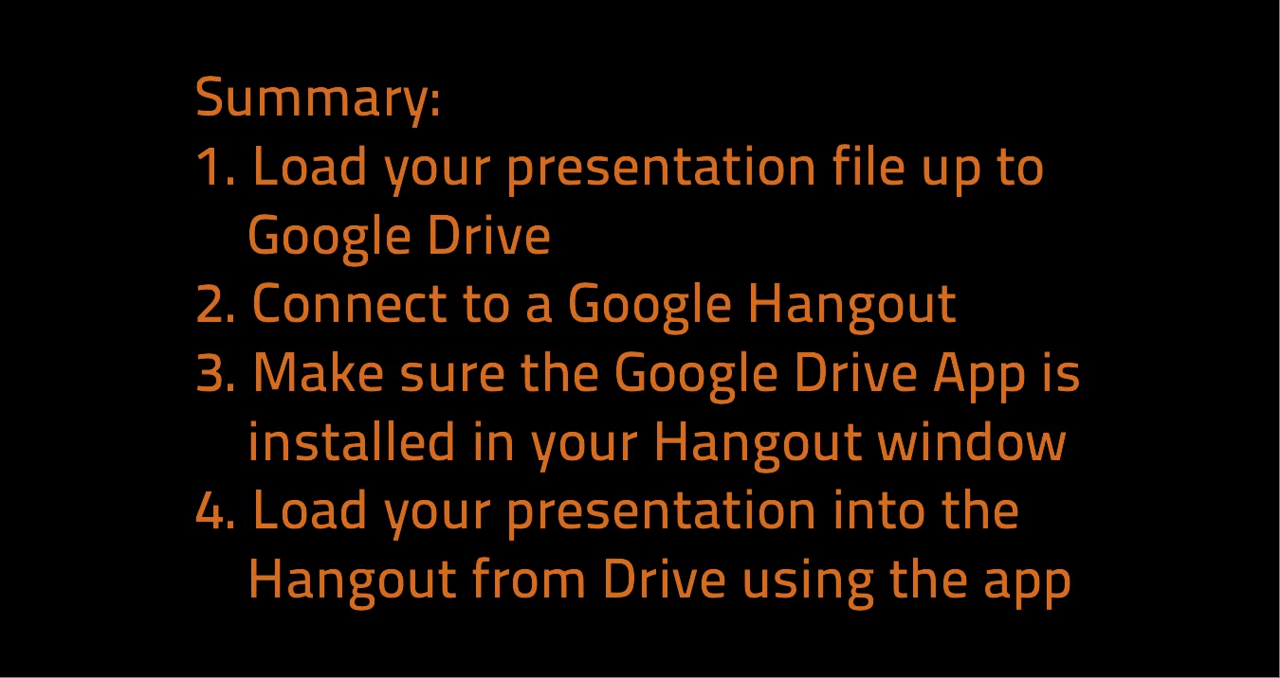 Summary:
1. Load your presentation file up to
Google Drive
2. Connect to a Google Hangout
3. Make sure the Google Drive App is
installed in your Hangout window
4. Load your presentation into the
Hangout from Drive using the app